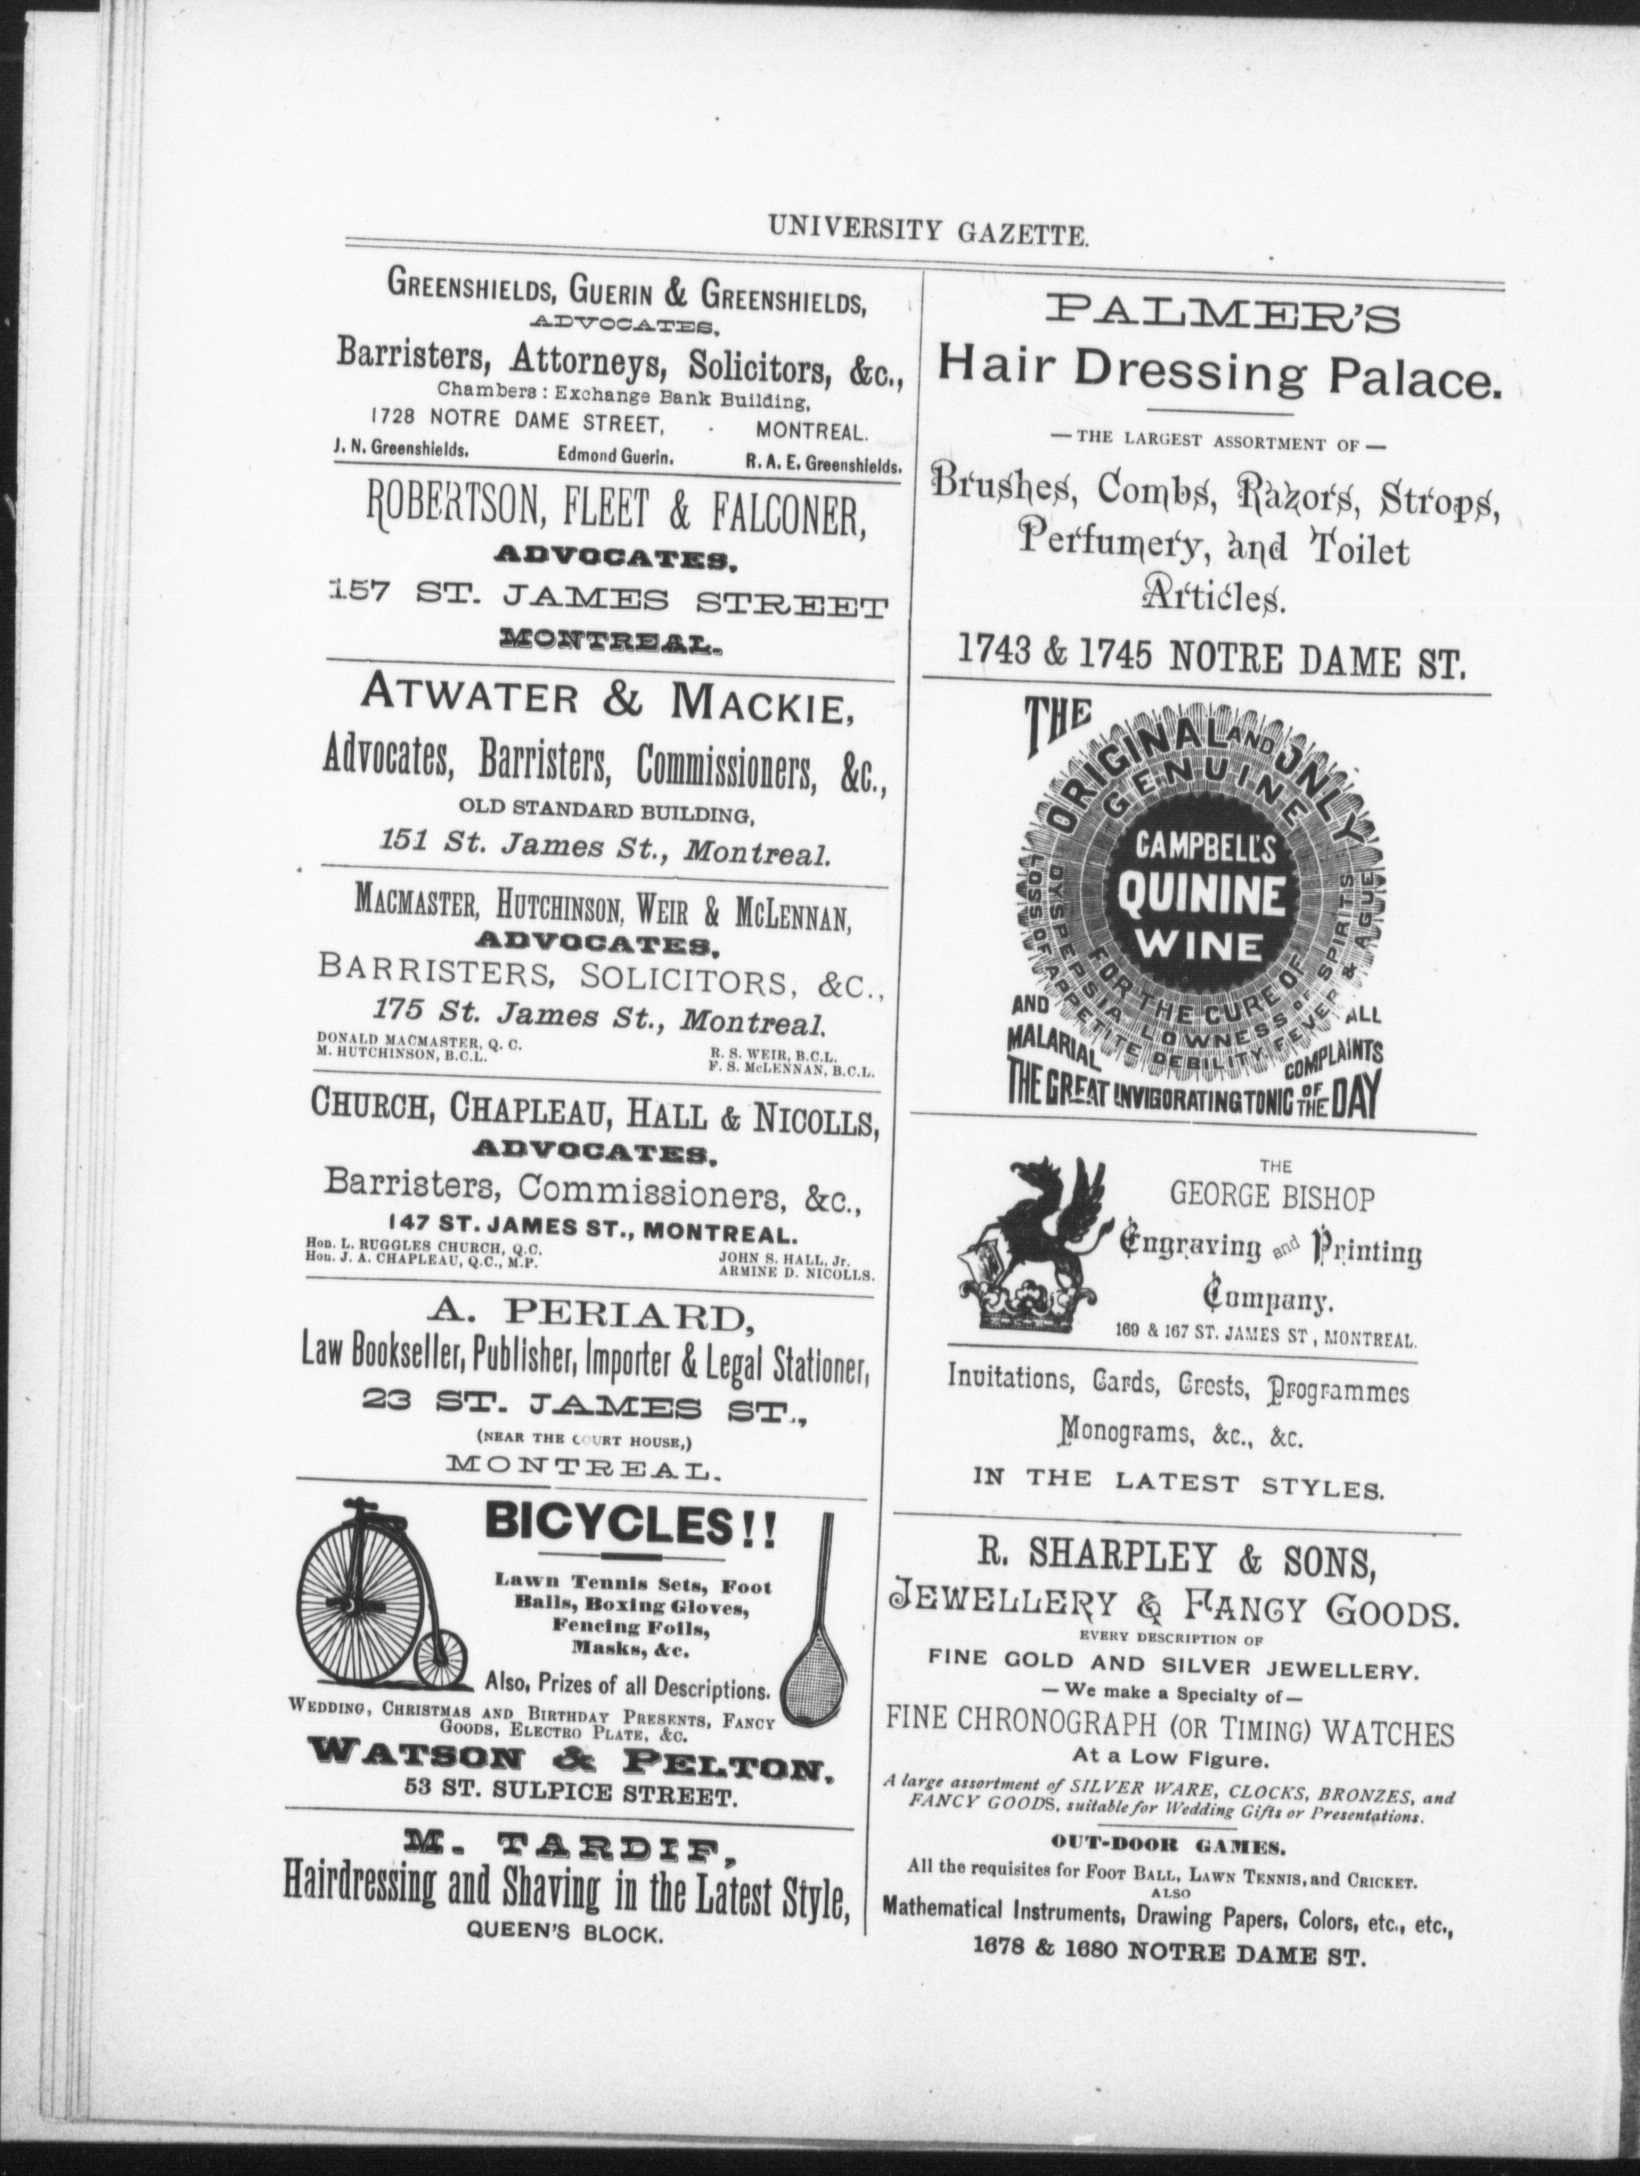 UNIVERSITY GAZETTE.
GREENSHIELDS, GUERIN & GREENSHIELDS,
ADVOCATES,
Barristers, Attorneys, Solicitors, &c.,
Chambers: Exchange Bank Building,
1728 NOTRE DAME STREET, - MONTREAL.
J. N. Greenshields. Edmond Guerin. R. A. E. Greenshields.
ROBERTSON, FLEET & FALCONER,
ADVOCATES,
157 ST. JAMES STREET
MONTREAL.
ATWATER & MACKIE,
Advocates, Barristers, Commissioners, &c.,
OLD STANDARD BUILDING,
151 St. James St., Montreal.
MACMASTER, HUTCHINSON, WEIR & McLENNAN,
ADVOCATES,
BARRISTERS, SOLICITORS, &C.,
175 St. James St., Montreal.
DONALD MACMASTER, Q. C. R. S. WEIR, B.C.L.
M. HUTCHINSON, B.C.L. F. S. McLENNAN, B.C.L.
CHURCH, CHAPLEAU, HALL & NICOLLS,
ADVOCATES,
Barristers, Commissioners, &c.,
147 ST. JAMES ST., MONTREAL.
Hon. L. RUGGLES CHURCH, Q.C. JOHN S. HALL, Jr.
Hon. J. A. CHAPLEAU, Q.C., M.P. ARMINE D. NICOLLS.
A. PERIARD,
Law Bookseller, Publisher, Importer & Legal Stationer,
23 ST. JAMES ST.,
(NEAR THE COURT HOUSE,)
MONTREAL.
BICYCLES!!
Lawn Tennis Sets, Foot
Balls, Boxing Gloves,
Fencing Foils,
Masks, &c.
Also, Prizes of all Descriptions.
WEDDING, CHRISTMAS AND BIRTHDAY PRESENTS, FANCY
GOODS, ELECTRO PLATE, &C.
WATSON & PELTON,
53 ST. SULPICE STREET.
M. TARDIF,
Hairdressing and Shaving in the Latest Style,
QUEEN'S BLOCK.
PALMER'S
Hair Dressing Palace.
— THE LARGEST ASSORTMENT OF —
Brushes, Combs, Razors, Strops,
Perfumery, and Toilet
Articles.
1743 & 1745 NOTRE DAME ST.
THE
ORIGINAL AND ONLY
GENUINE
CAMPBELL'S
QUININE
WINE
FOR THE CURE OF
DYSPEPSIA LOWNESS OF SPIRITS
LOSS OF APPETITE DEBILITY FEVER & AGUE
AND ALL
MALARIAL COMPLAINTS
THE GREAT INVIGORATING TONIC OF THE DAY
THE
GEORGE BISHOP
Engraving and Printing
Company.
169 & 167 ST. JAMES ST, MONTREAL.
Invitations, Cards, Crests, Programmes
Monograms, &c., &c.
IN THE LATEST STYLES.
R. SHARPLEY & SONS,
JEWELLERY & FANCY GOODS.
EVERY DESCRIPTION OF
FINE GOLD AND SILVER JEWELLERY.
— We make a Specialty of —
FINE CHRONOGRAPH (OR TIMING) WATCHES
At a Low Figure.
A large assortment of SILVER WARE, CLOCKS, BRONZES, and
FANCY GOODS, suitable for Wedding Gifts or Presentations.
OUT-DOOR GAMES.
All the requisites for FOOT BALL, LAWN TENNIS, and CRICKET.
ALSO
Mathematical Instruments, Drawing Papers, Colors, etc., etc.,
1678 & 1680 NOTRE DAME ST.